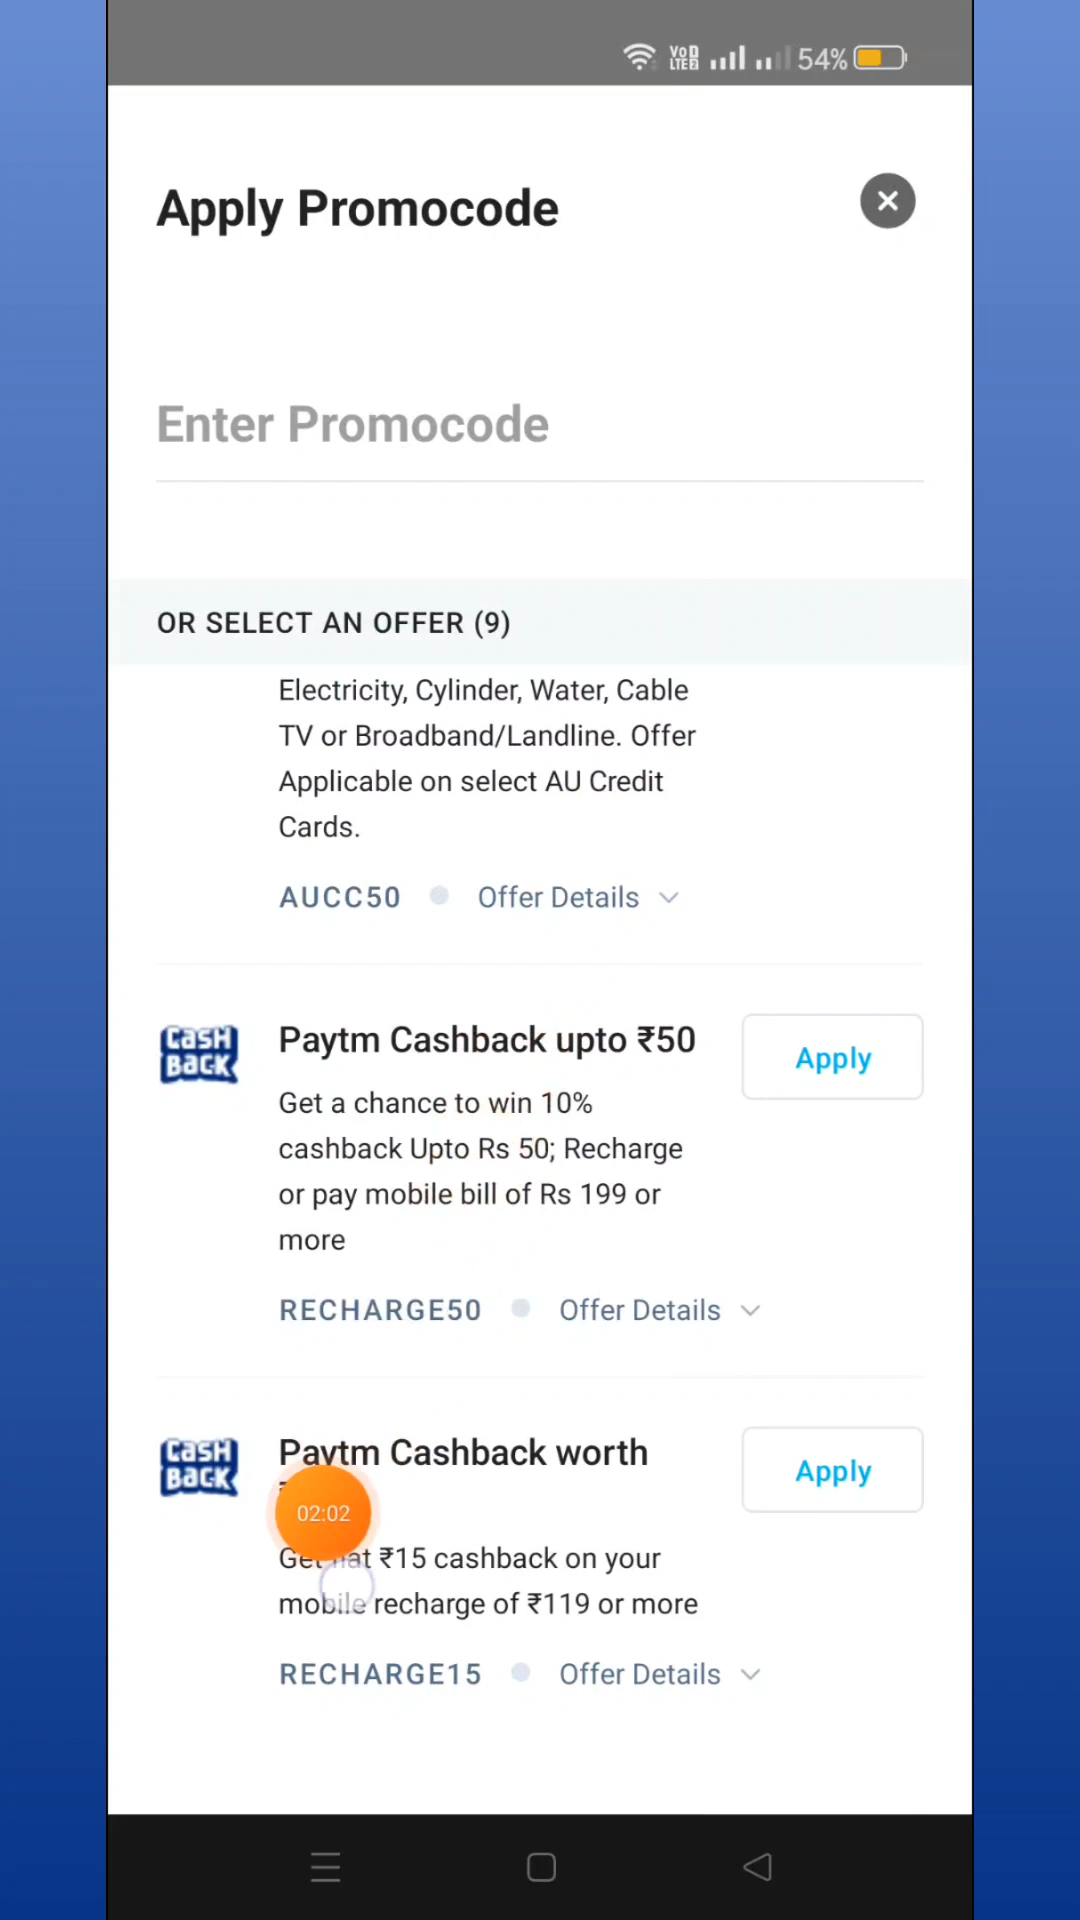 VoD LTE2 54%
Apply Promocode
Enter Promocode
OR SELECT AN OFFER (9)
Electricity, Cylinder, Water, Cable
TV or Broadband/Landline. Offer
Applicable on select AU Credit
Cards.
AUCC50 Offer Details
CASH BACK
Paytm Cashback upto ₹50
Apply
Get a chance to win 10%
cashback Upto Rs 50; Recharge
or pay mobile bill of Rs 199 or
more
RECHARGE50 Offer Details
CASH BACK
Paytm Cashback worth
Apply
02:02
₹15 cashback on your
mobile recharge of ₹119 or more
RECHARGE15 Offer Details